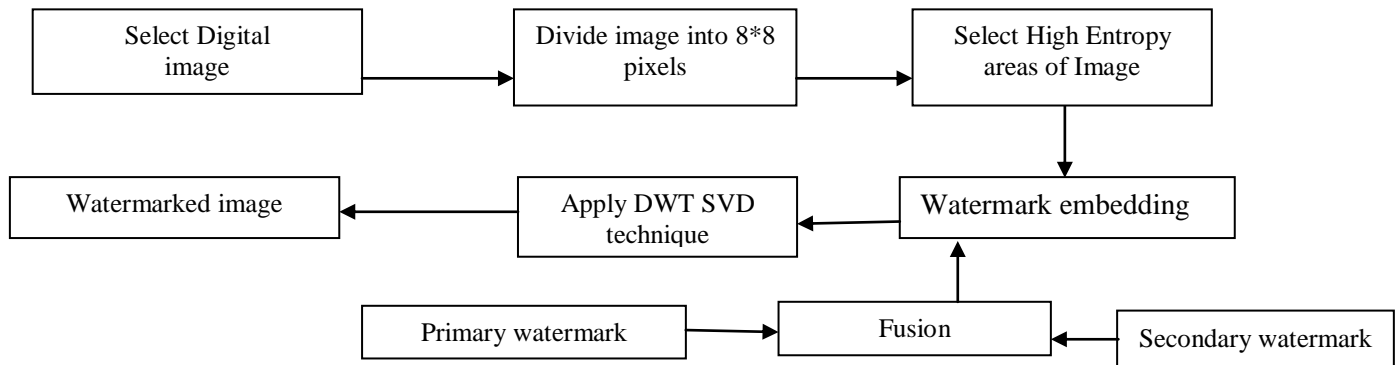 Select Digital
image
Divide image into 8*8
pixels
Select High Entropy
areas of Image
Watermarked image
Apply DWT SVD
technique
Watermark embedding
Primary watermark
Fusion
Secondary watermark